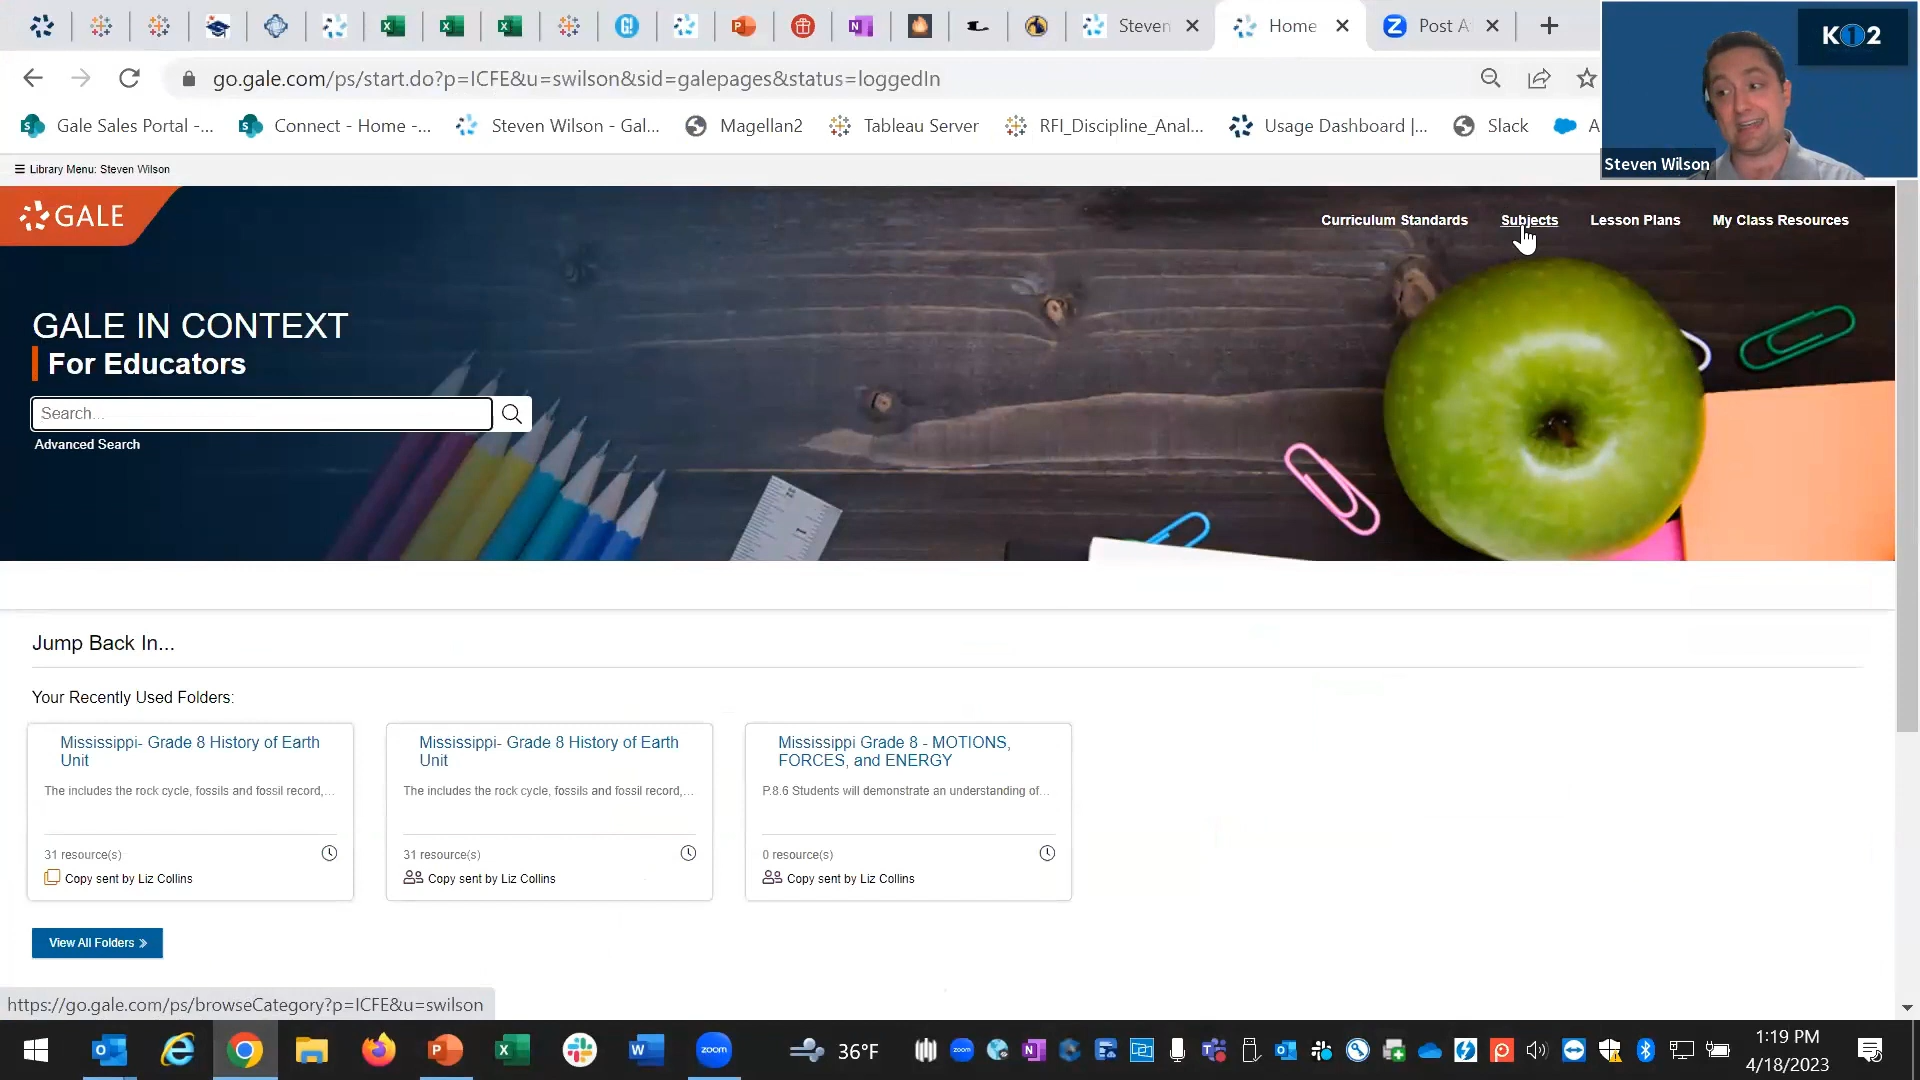 Steven
Home
Post A
K12
go.gale.com/ps/start.do?p=ICFE&u=swilson&sid=galepages&status=loggedIn
Gale Sales Portal -...
Connect - Home -...
Steven Wilson - Gal...
Magellan2
Tableau Server
RFI_Discipline_Anal...
Usage Dashboard |...
Slack
A
Steven Wilson
Library Menu: Steven Wilson
GALE
Curriculum Standards
Subjects
Lesson Plans
My Class Resources
GALE IN CONTEXT
For Educators
Search...
Advanced Search
Jump Back In...
Your Recently Used Folders:
Mississippi- Grade 8 History of Earth
Unit
The includes the rock cycle, fossils and fossil record,...
31 resource(s)
Copy sent by Liz Collins
Mississippi- Grade 8 History of Earth
Unit
The includes the rock cycle, fossils and fossil record,...
31 resource(s)
Copy sent by Liz Collins
Mississippi Grade 8 - MOTIONS,
FORCES, and ENERGY
P.8.6 Students will demonstrate an understanding of...
0 resource(s)
Copy sent by Liz Collins
View All Folders »
https://go.gale.com/ps/browseCategory?p=ICFE&u=swilson
zoom
36°F
1:19 PM
4/18/2023